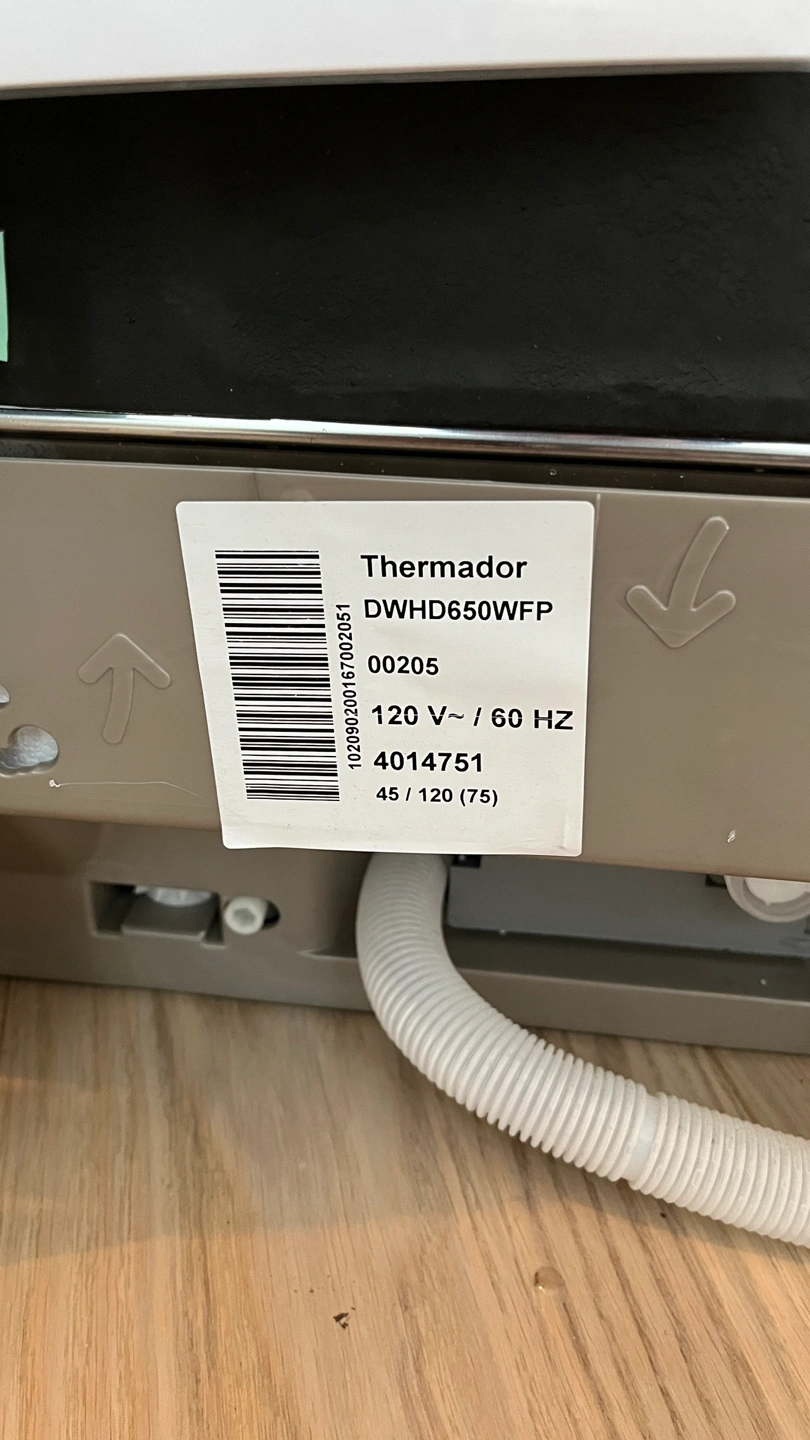 Thermador
DWHD650WFP
00205
120 V~ / 60 HZ
4014751
45 / 120 (75)
102090200167002051